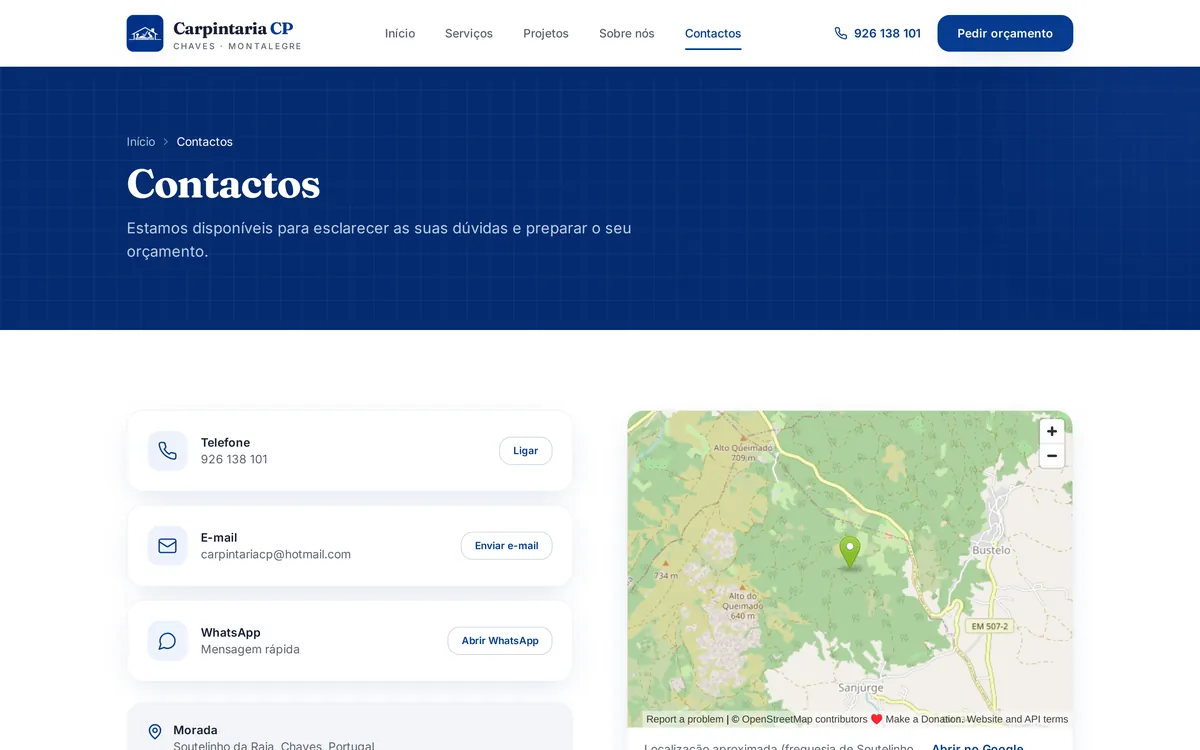 Carpintaria CP
CHAVES · MONTALEGRE
Início
Serviços
Projetos
Sobre nós
Contactos
926 138 101
Pedir orçamento
Início > Contactos
Contactos
Estamos disponíveis para esclarecer as suas dúvidas e preparar o seu
orçamento.
Telefone
926 138 101
Ligar
E-mail
carpintariacp@hotmail.com
Enviar e-mail
WhatsApp
Mensagem rápida
Abrir WhatsApp
Morada
Soutelinho da Raia, Chaves, Portugal
+
−
Alto Queimado
709 m
Bustelo
734 m
Alto do
Queimado
640 m
EM 507-2
Sanjurge
Report a problem | © OpenStreetMap contributors ❤️ Make a Donation. Website and API terms
Localização aproximada (freguesia de Soutelinho
Abrir no Google